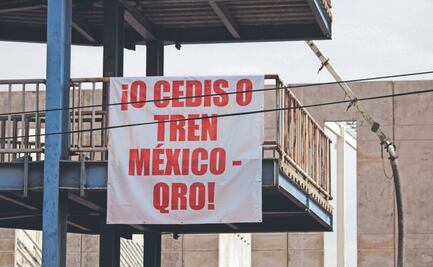 ¡O CEDIS O
TREN
MÉXICO -
QRO!